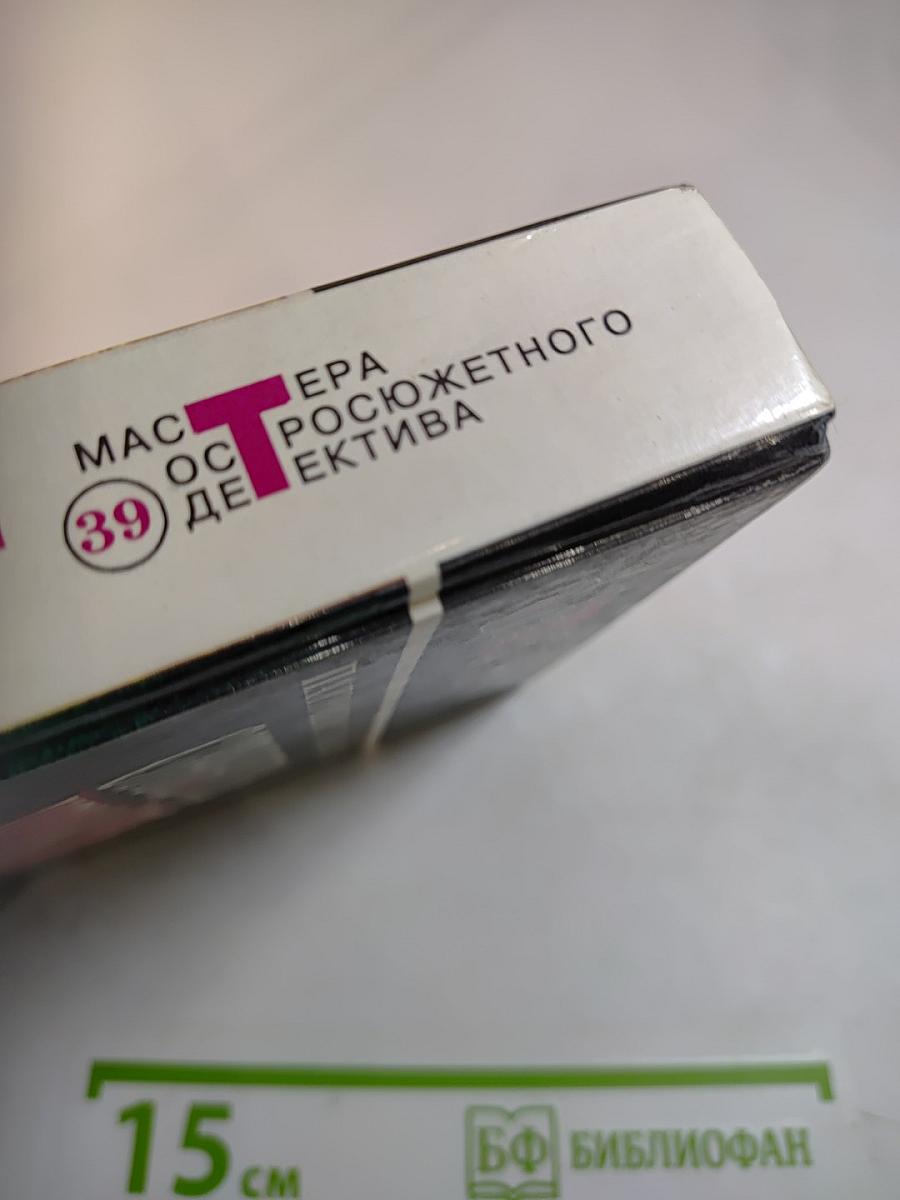 МАСТЕРА
ОСТРОСЮЖЕТНОГО
ДЕТЕКТИВА
39
15 см
БФ БИБЛИОФАН